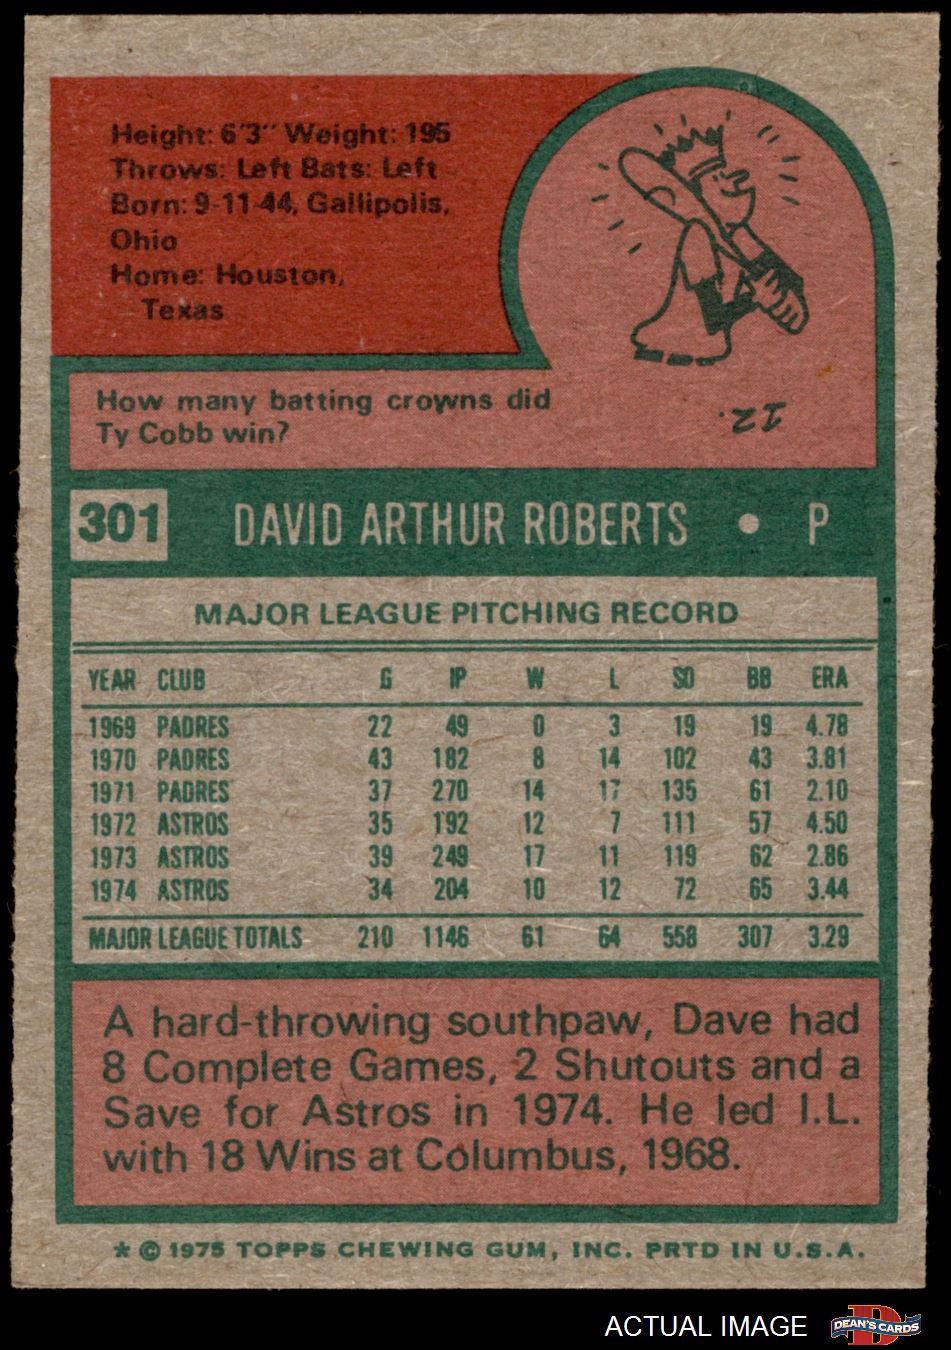 Height: 6'3" Weight: 195
Throws: Left Bats: Left
Born: 9-11-44, Gallipolis,
Ohio
Home: Houston,
Texas
How many batting crowns did
Ty Cobb win?
12.
301 DAVID ARTHUR ROBERTS • P
MAJOR LEAGUE PITCHING RECORD
YEAR CLUB G IP W L SO BB ERA
1969 PADRES 22 49 0 3 19 19 4.78
1970 PADRES 43 182 8 14 102 43 3.81
1971 PADRES 37 270 14 17 135 61 2.10
1972 ASTROS 35 192 12 7 111 57 4.50
1973 ASTROS 39 249 17 11 119 62 2.86
1974 ASTROS 34 204 10 12 72 65 3.44
MAJOR LEAGUE TOTALS 210 1146 61 64 558 307 3.29
A hard-throwing southpaw, Dave had
8 Complete Games, 2 Shutouts and a
Save for Astros in 1974. He led I.L.
with 18 Wins at Columbus, 1968.
* © 1975 TOPPS CHEWING GUM, INC. PRTD IN U.S.A.
ACTUAL IMAGE
D
DEAN'S CARDS